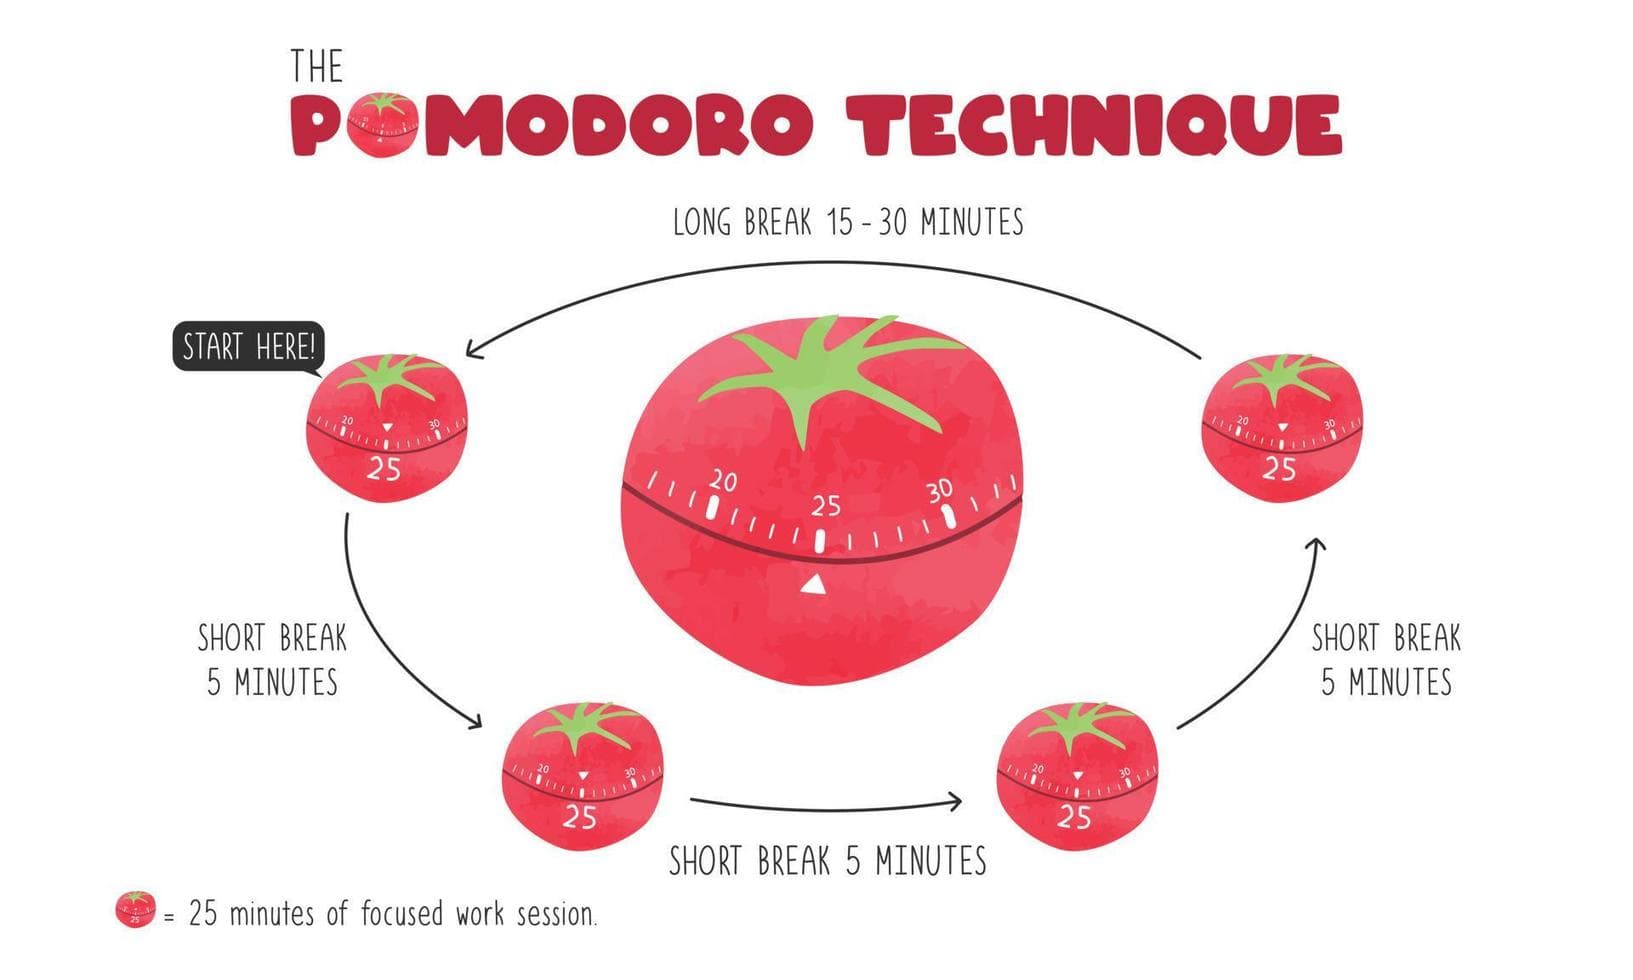 THE
POMODORO TECHNIQUE
LONG BREAK 15 - 30 MINUTES
START HERE!
20 30
25
20 25 30
20 30
25
SHORT BREAK
5 MINUTES
SHORT BREAK
5 MINUTES
20 30
25
20 30
25
SHORT BREAK 5 MINUTES
25
= 25 minutes of focused work session.